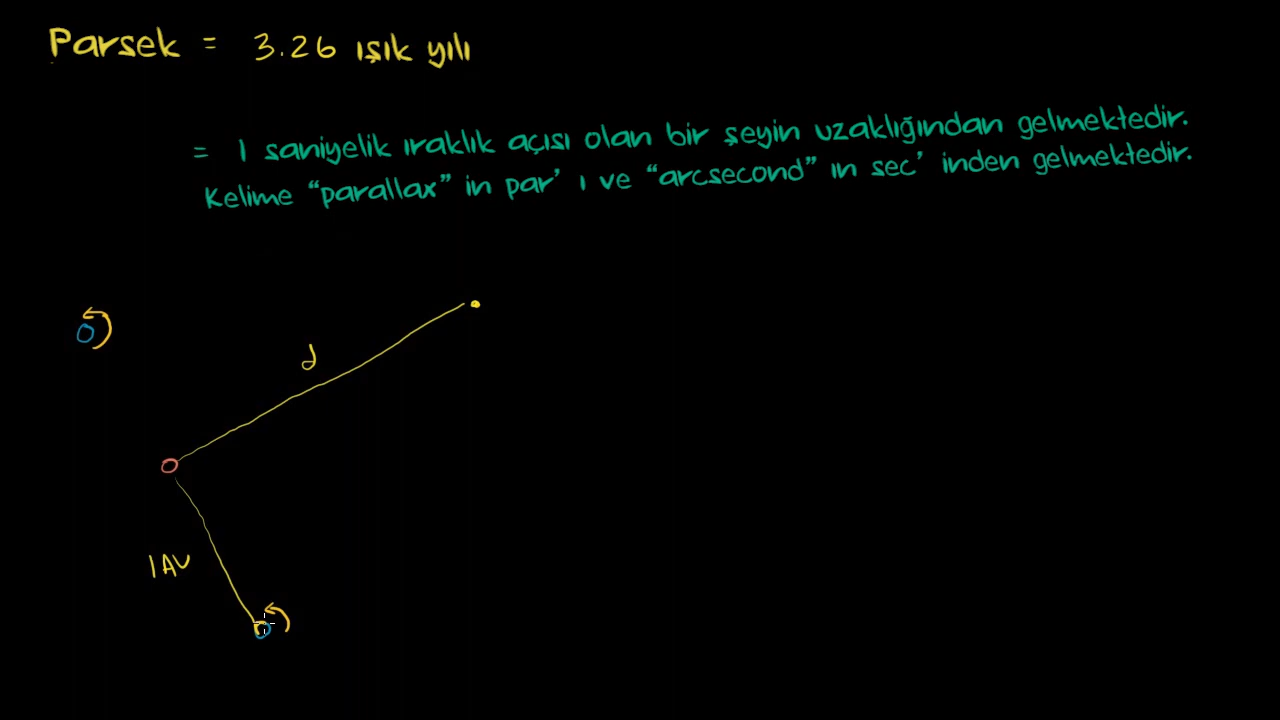 Parsek = 3.26 ışık yılı
= 1 saniyelik ıraklık açısı olan bir şeyin uzaklığından gelmektedir.
Kelime “parallax” in par’ ı ve “arcsecond” ın sec’ inden gelmektedir.
d
1AU